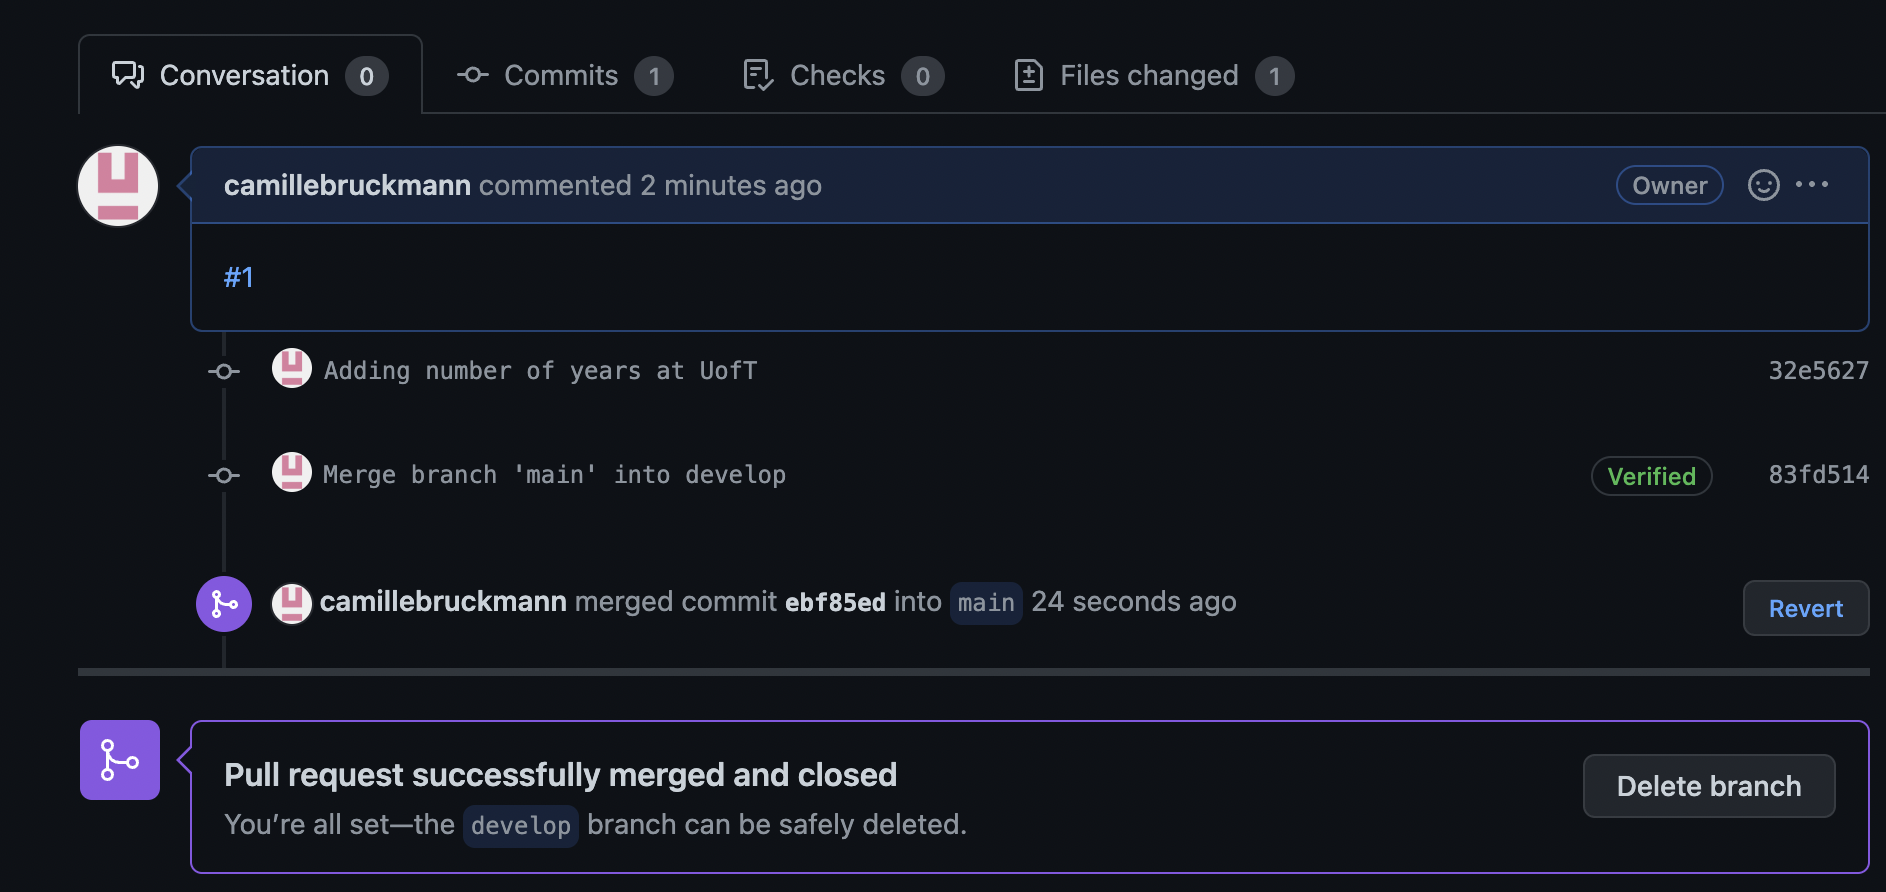 Conversation 0 Commits 1 Checks 0 Files changed 1
camillebruckmann commented 2 minutes ago Owner
#1
Adding number of years at UofT 32e5627
Merge branch 'main' into develop Verified 83fd514
camillebruckmann merged commit ebf85ed into main 24 seconds ago Revert
Pull request successfully merged and closed
You’re all set—the develop branch can be safely deleted.
Delete branch